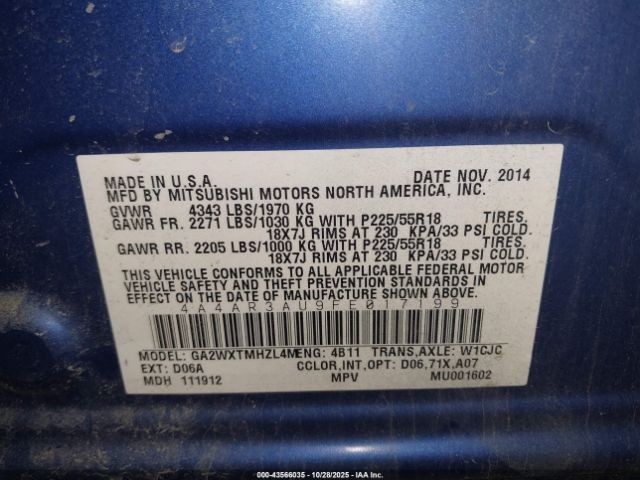 MADE IN U.S.A. DATE NOV. 2014
MFD BY MITSUBISHI MOTORS NORTH AMERICA, INC.
GVWR 4343 LBS/1970 KG
GAWR FR. 2271 LBS/1030 KG WITH P225/55R18 TIRES.
18X7J RIMS AT 230 KPA/33 PSI COLD.
GAWR RR. 2205 LBS/1000 KG WITH P225/55R18 TIRES.
18X7J RIMS AT 230 KPA/33 PSI COLD.
THIS VEHICLE CONFORMS TO ALL APPLICABLE FEDERAL MOTOR
VEHICLE SAFETY AND THEFT PREVENTION STANDARDS IN
EFFECT ON THE DATE OF MANUFACTURE SHOWN ABOVE.
4A4AR3AU9FE017199
MODEL: GA2WXTMHZL4M ENG: 4B11 TRANS,AXLE: W1CJC
EXT: D06A CCLOR,INT,OPT: D06,71X,A07
MDH 111912 MPV MU001602
000-43566035 - 10/28/2025 - IAA Inc.